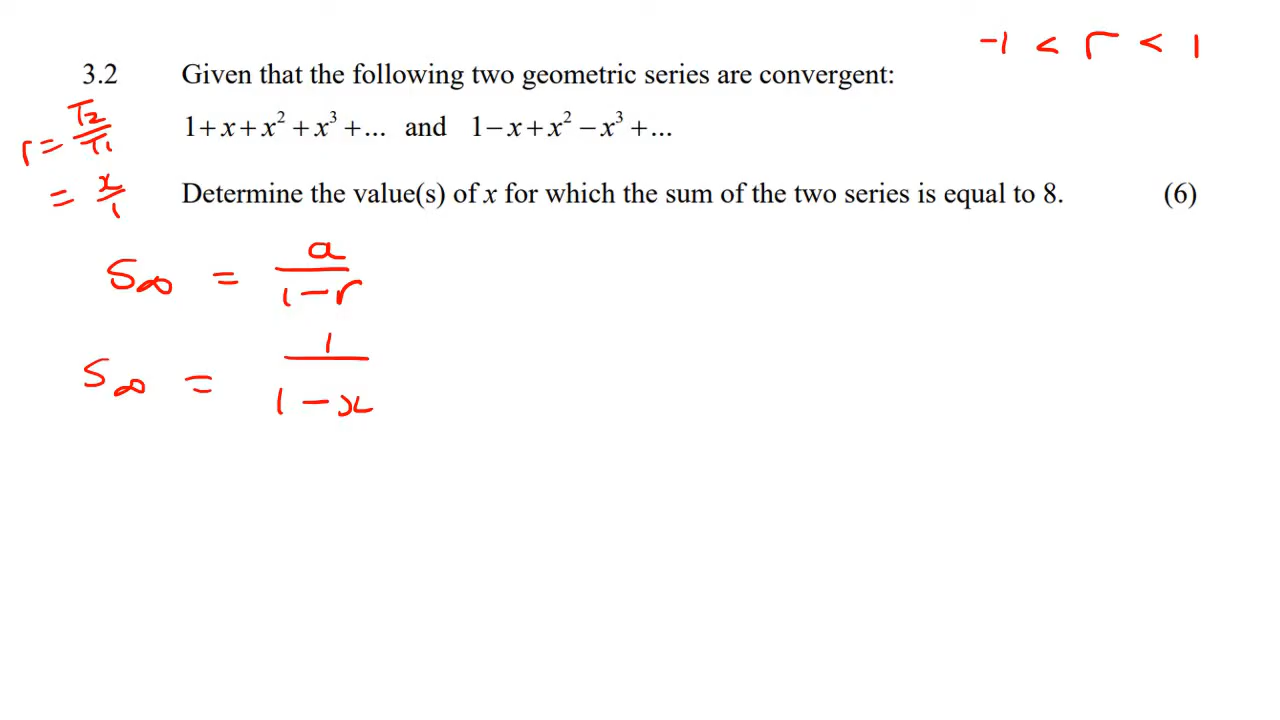 -1 < r < 1
3.2 Given that the following two geometric series are convergent:
1+x+x²+x³+... and 1−x+x²−x³+...
r = T2/T1
= x/1
Determine the value(s) of x for which the sum of the two series is equal to 8. (6)
S∞ = a/(1−r)
S∞ = 1/(1−x)